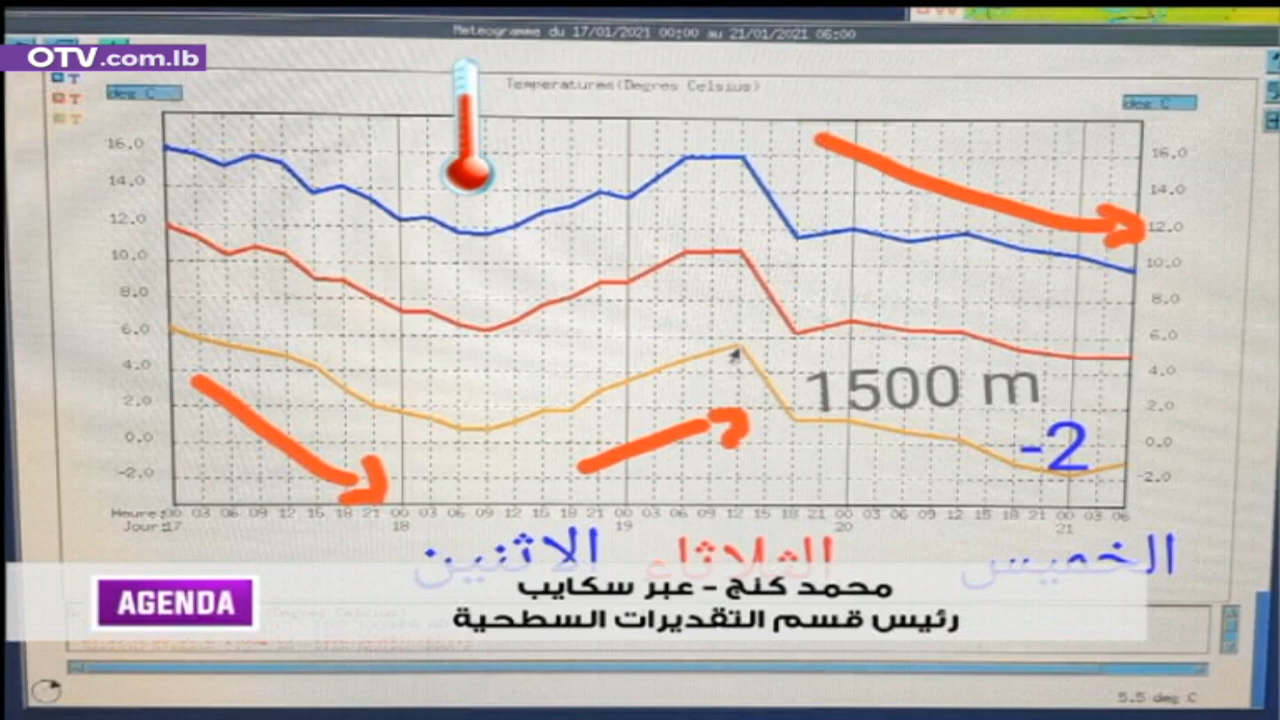 Meteogramme du 17/01/2021 00:00 au 21/01/2021 06:00
OTV.com.lb
Temperatures(Degres Celsius)
T
T
T
deg C
deg C
16.0
14.0
12.0
10.0
8.0
6.0
4.0
2.0
0.0
-2.0
16.0
14.0
12.0
10.0
8.0
6.0
4.0
2.0
0.0
-2.0
1500 m
-2
Heure: 00 03 06 09 12 15 18 21 00 03 06 09 12 15 18 21 00 03 06 09 12 15 18 21 00 03 06 09 12 15 18 21 00 03 06
Jour: 17 18 19 20 21
الاثنين الثلاثاء الخميس
AGENDA
محمد كنج - عبر سكايب
رئيس قسم التقديرات السطحية
5.5 deg C